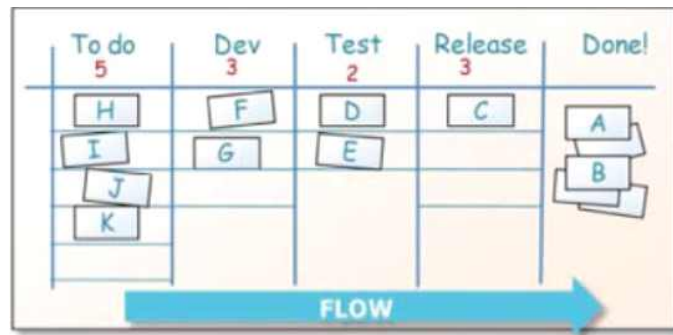 To do Dev Test Release Done!
5 3 2 3
H F D C A
I G E
J B
K
FLOW